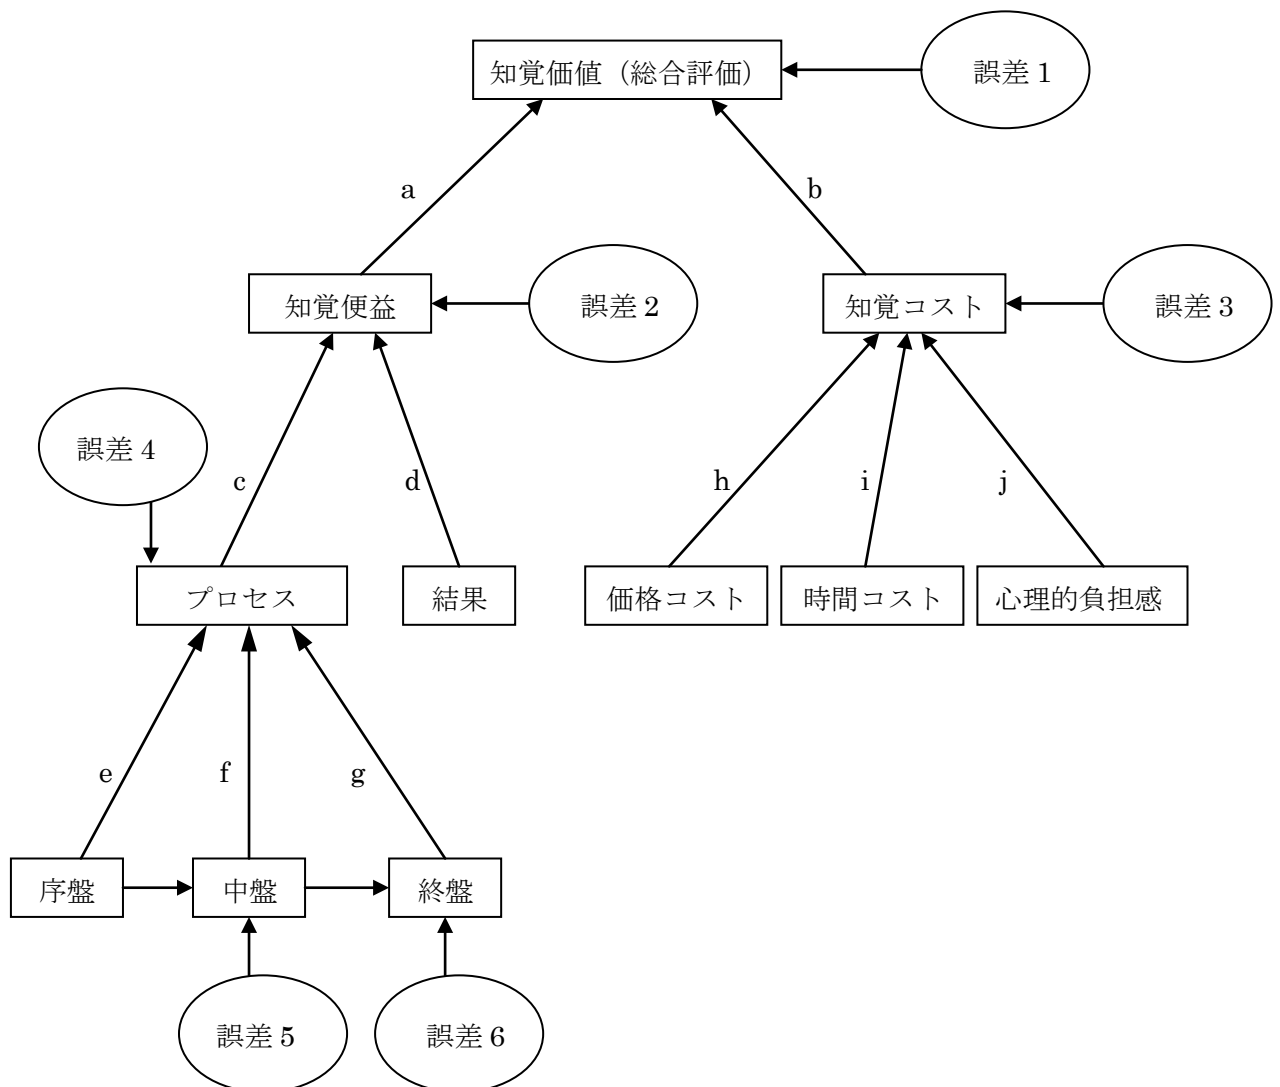 知覚価値（総合評価）
誤差1
a
b
知覚便益
誤差2
知覚コスト
誤差3
誤差4
c
d
h
i
j
プロセス
結果
価格コスト
時間コスト
心理的負担感
e
f
g
序盤
中盤
終盤
誤差5
誤差6